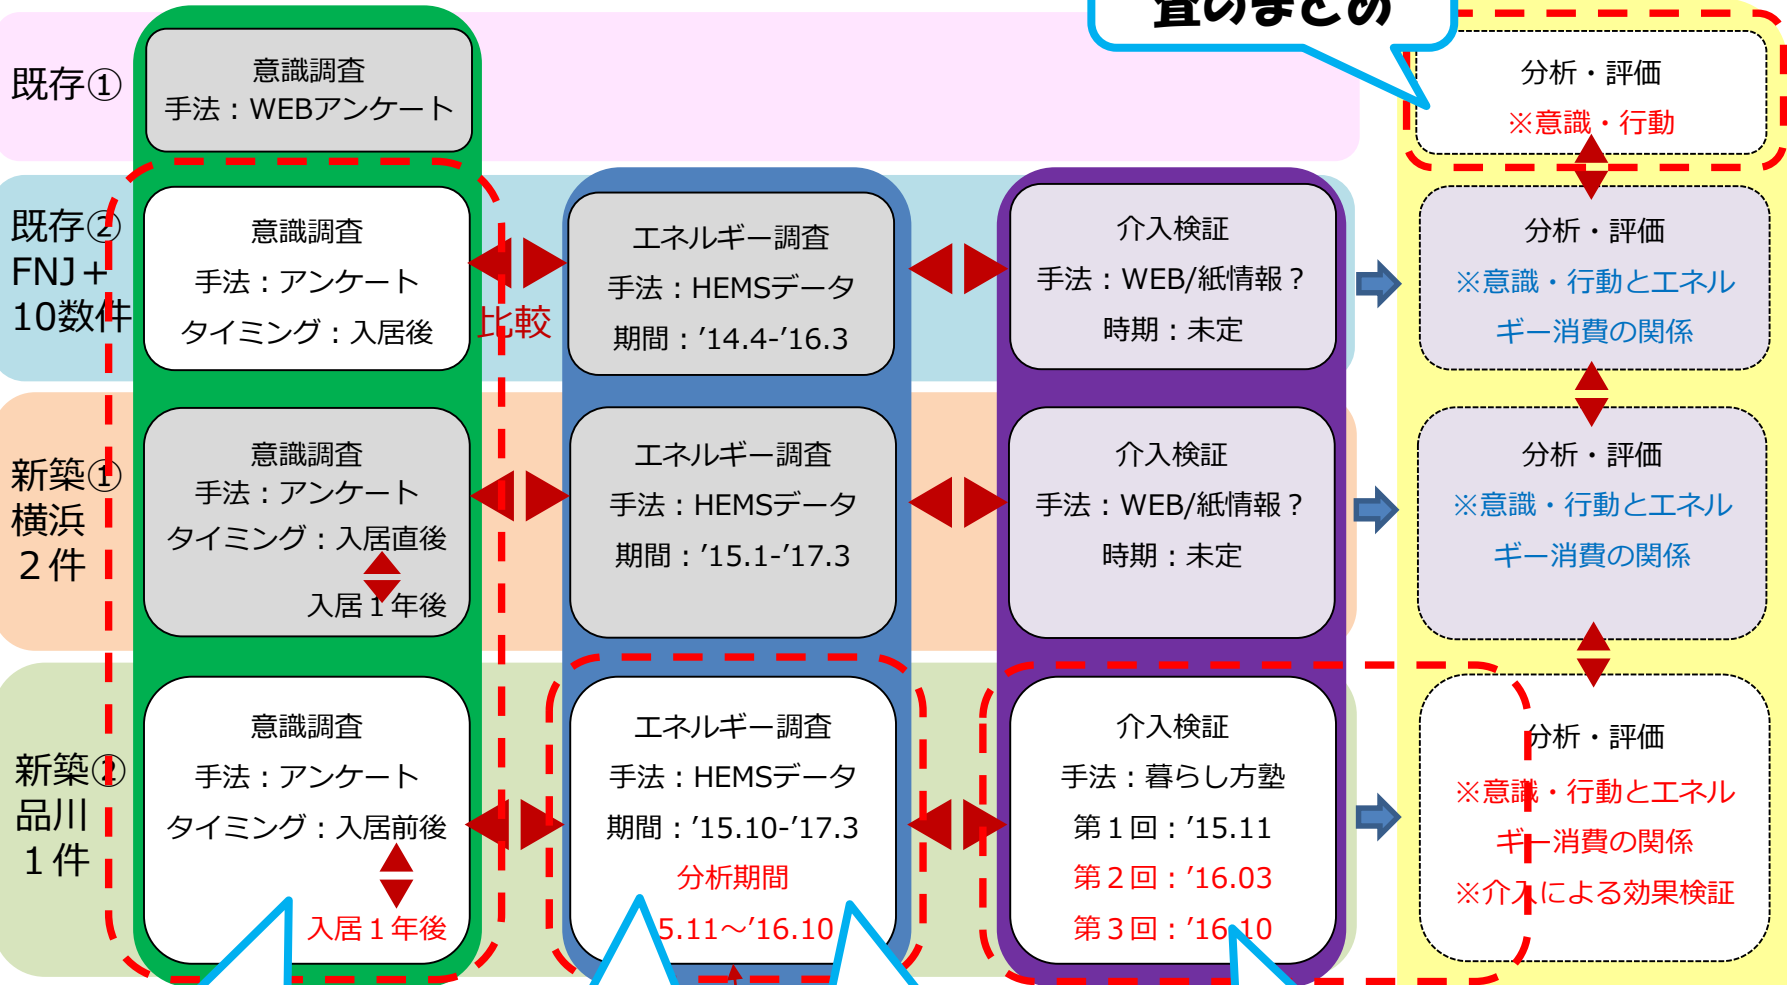 査のまとめ
既存①
意識調査
手法：WEBアンケート
分析・評価
※意識・行動
既存②
FNJ＋
10数件
意識調査
手法：アンケート
タイミング：入居後
比較
エネルギー調査
手法：HEMSデータ
期間：’14.4-’16.3
介入検証
手法：WEB/紙情報？
時期：未定
分析・評価
※意識・行動とエネル
ギー消費の関係
新築①
横浜
２件
意識調査
手法：アンケート
タイミング：入居直後
入居１年後
エネルギー調査
手法：HEMSデータ
期間：’15.1-’17.3
介入検証
手法：WEB/紙情報？
時期：未定
分析・評価
※意識・行動とエネル
ギー消費の関係
新築②
品川
１件
意識調査
手法：アンケート
タイミング：入居前後
入居１年後
エネルギー調査
手法：HEMSデータ
期間：’15.10-’17.3
分析期間
5.11～’16.10
介入検証
手法：暮らし方塾
第１回：’15.11
第２回：’16.03
第３回：’16.10
分析・評価
※意識・行動とエネル
ギー消費の関係
※介入による効果検証